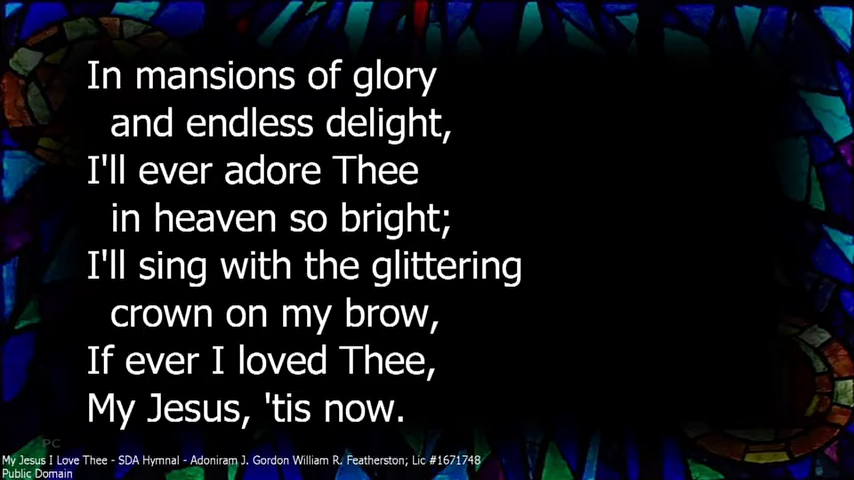 In mansions of glory
and endless delight,
I'll ever adore Thee
in heaven so bright;
I'll sing with the glittering
crown on my brow,
If ever I loved Thee,
My Jesus, 'tis now.
PC
My Jesus I Love Thee - SDA Hymnal - Adoniram J. Gordon William R. Featherston; Lic #1671748
Public Domain